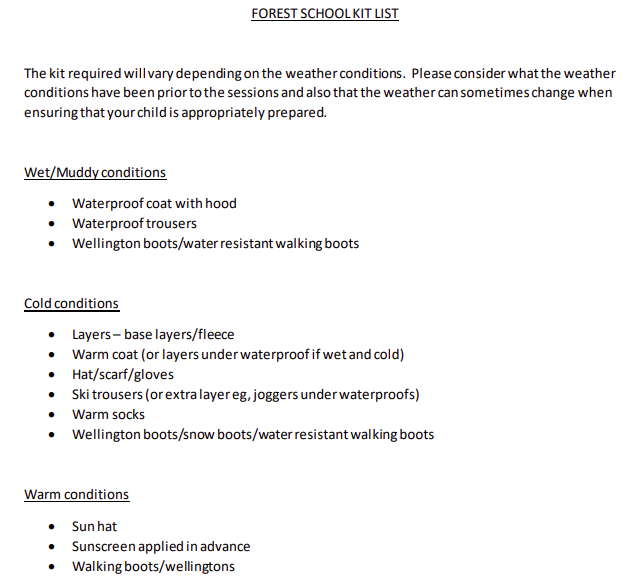 FOREST SCHOOL KIT LIST
The kit required will vary depending on the weather conditions. Please consider what the weather
conditions have been prior to the sessions and also that the weather can sometimes change when
ensuring that your child is appropriately prepared.
Wet/Muddy conditions
• Waterproof coat with hood
• Waterproof trousers
• Wellington boots/water resistant walking boots
Cold conditions
• Layers – base layers/fleece
• Warm coat (or layers under waterproof if wet and cold)
• Hat/scarf/gloves
• Ski trousers (or extra layer eg, joggers under waterproofs)
• Warm socks
• Wellington boots/snow boots/water resistant walking boots
Warm conditions
• Sun hat
• Sunscreen applied in advance
• Walking boots/wellingtons